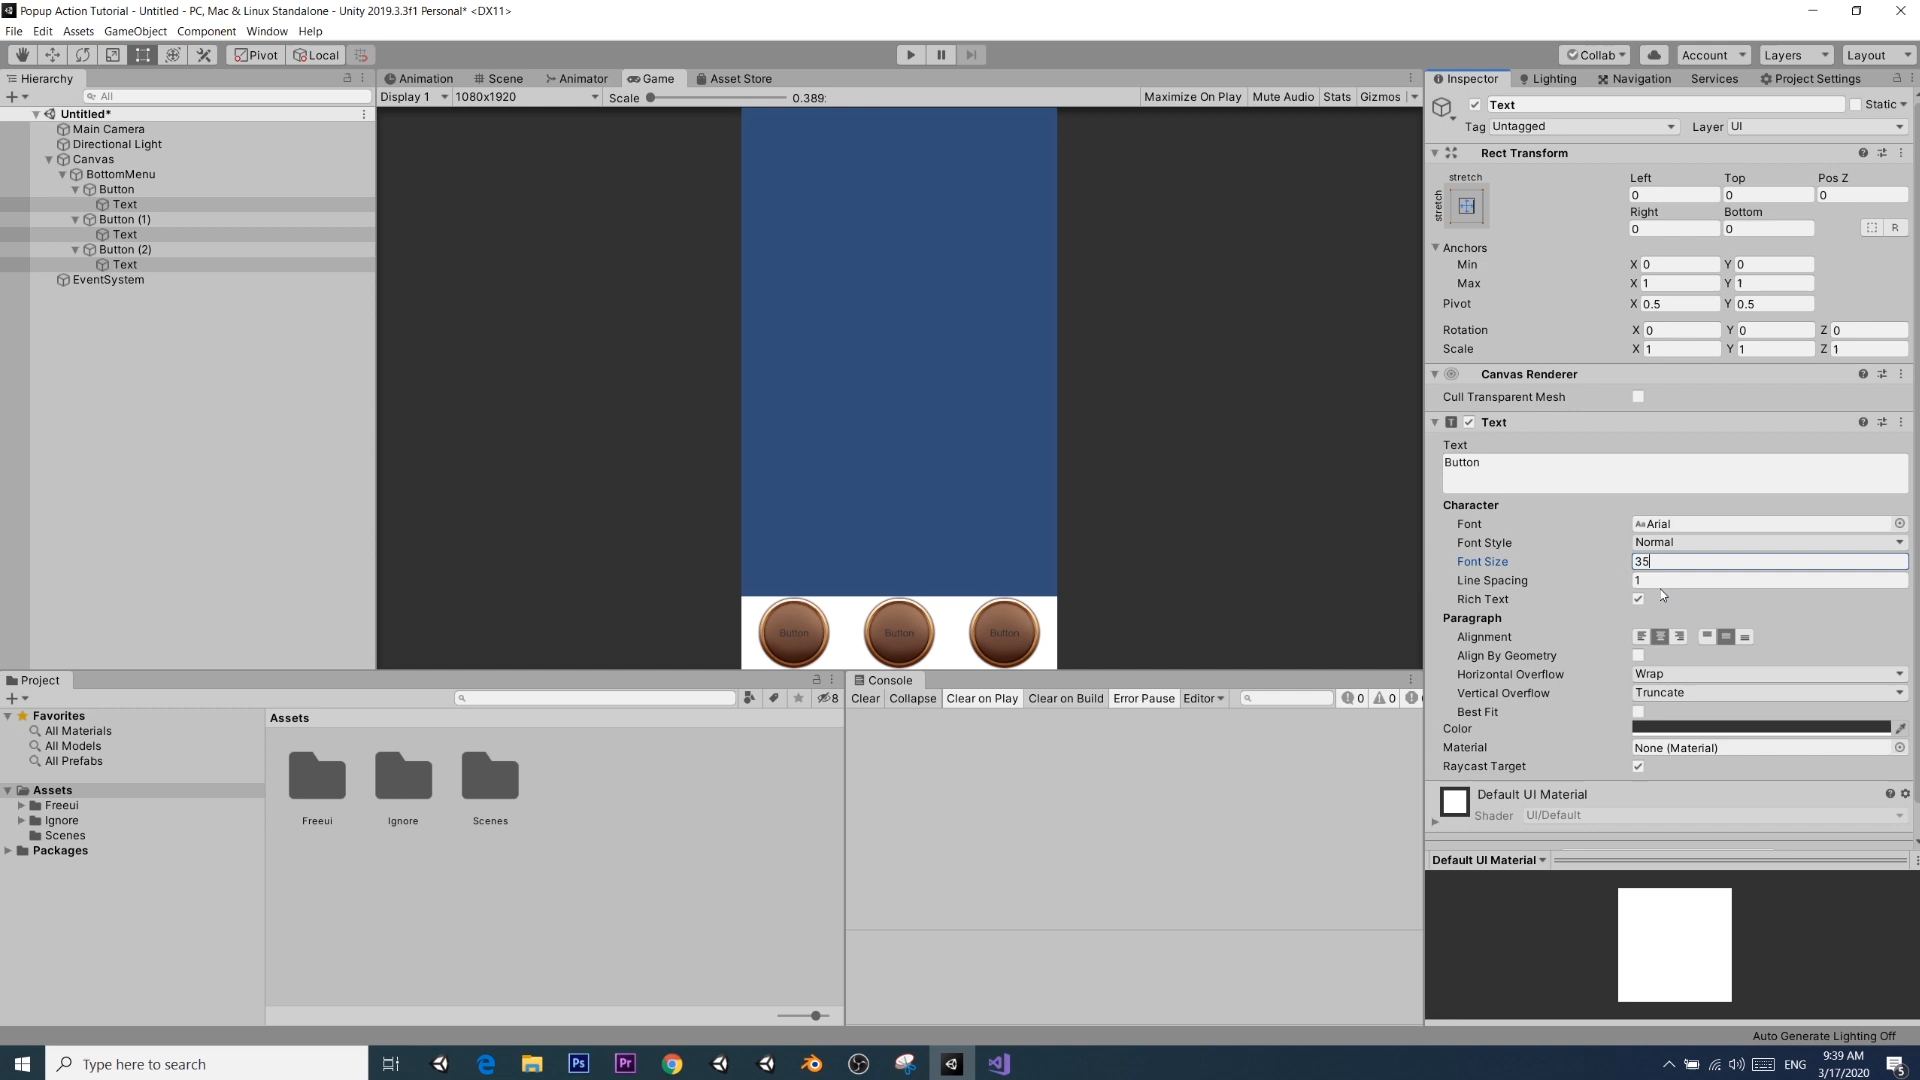 Popup Action Tutorial - Untitled - PC, Mac & Linux Standalone - Unity 2019.3.3f1 Personal* <DX11>
File Edit Assets GameObject Component Window Help
Pivot Local Collab Account Layers Layout
Hierarchy
All
Untitled*
Main Camera
Directional Light
Canvas
BottomMenu
Button
Text
Button (1)
Text
Button (2)
Text
EventSystem
Animation Scene Animator Game Asset Store
Display 1 1080x1920 Scale 0.389: Maximize On Play Mute Audio Stats Gizmos
Button Button Button
Inspector Lighting Navigation Services Project Settings
Text Static
Tag Untagged Layer UI
Rect Transform
stretch
stretch
Left Top Pos Z
0 0 0
Right Bottom
0 0 R
Anchors
Min X 0 Y 0
Max X 1 Y 1
Pivot X 0.5 Y 0.5
Rotation X 0 Y 0 Z 0
Scale X 1 Y 1 Z 1
Canvas Renderer
Cull Transparent Mesh
T Text
Text
Button
Character
Font Aa Arial
Font Style Normal
Font Size 35
Line Spacing 1
Rich Text
Paragraph
Alignment
Align By Geometry
Horizontal Overflow Wrap
Vertical Overflow Truncate
Best Fit
Color
Material None (Material)
Raycast Target
Default UI Material
Shader UI/Default
Default UI Material
Project
8
Favorites
All Materials
All Models
All Prefabs
Assets
Freeui
Ignore
Scenes
Packages
Assets
Freeui Ignore Scenes
Console
Clear Collapse Clear on Play Clear on Build Error Pause Editor 0 0
Auto Generate Lighting Off
Type here to search
Ps Pr
ENG
9:39 AM
3/17/2020
5